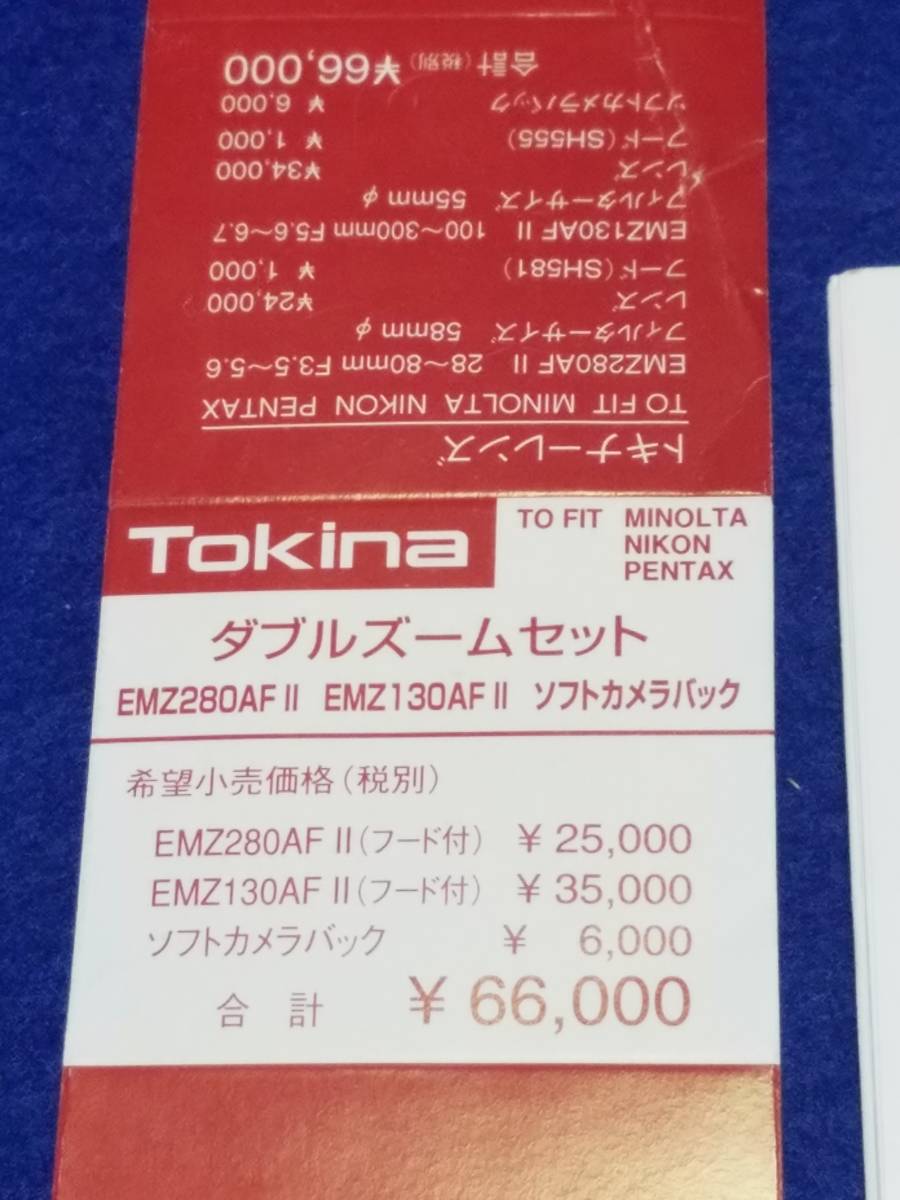 トキナーレンズ
TO FIT MINOLTA NIKON PENTAX
EMZ280AF II 28～80mm F3.5～5.6
フィルターサイズ 58mm φ
レンズ ¥24,000
フード(SH581) ¥ 1,000
EMZ130AF II 100～300mm F5.6～6.7
フィルターサイズ 55mm φ
レンズ ¥34,000
フード(SH555) ¥ 1,000
ソフトカメラバック ¥ 6,000
合計(税別) ¥66,000
Tokina
TO FIT MINOLTA
NIKON
PENTAX
ダブルズームセット
EMZ280AF II EMZ130AF II ソフトカメラバック
希望小売価格(税別)
EMZ280AF II(フード付) ¥ 25,000
EMZ130AF II(フード付) ¥ 35,000
ソフトカメラバック ¥ 6,000
合 計 ¥ 66,000